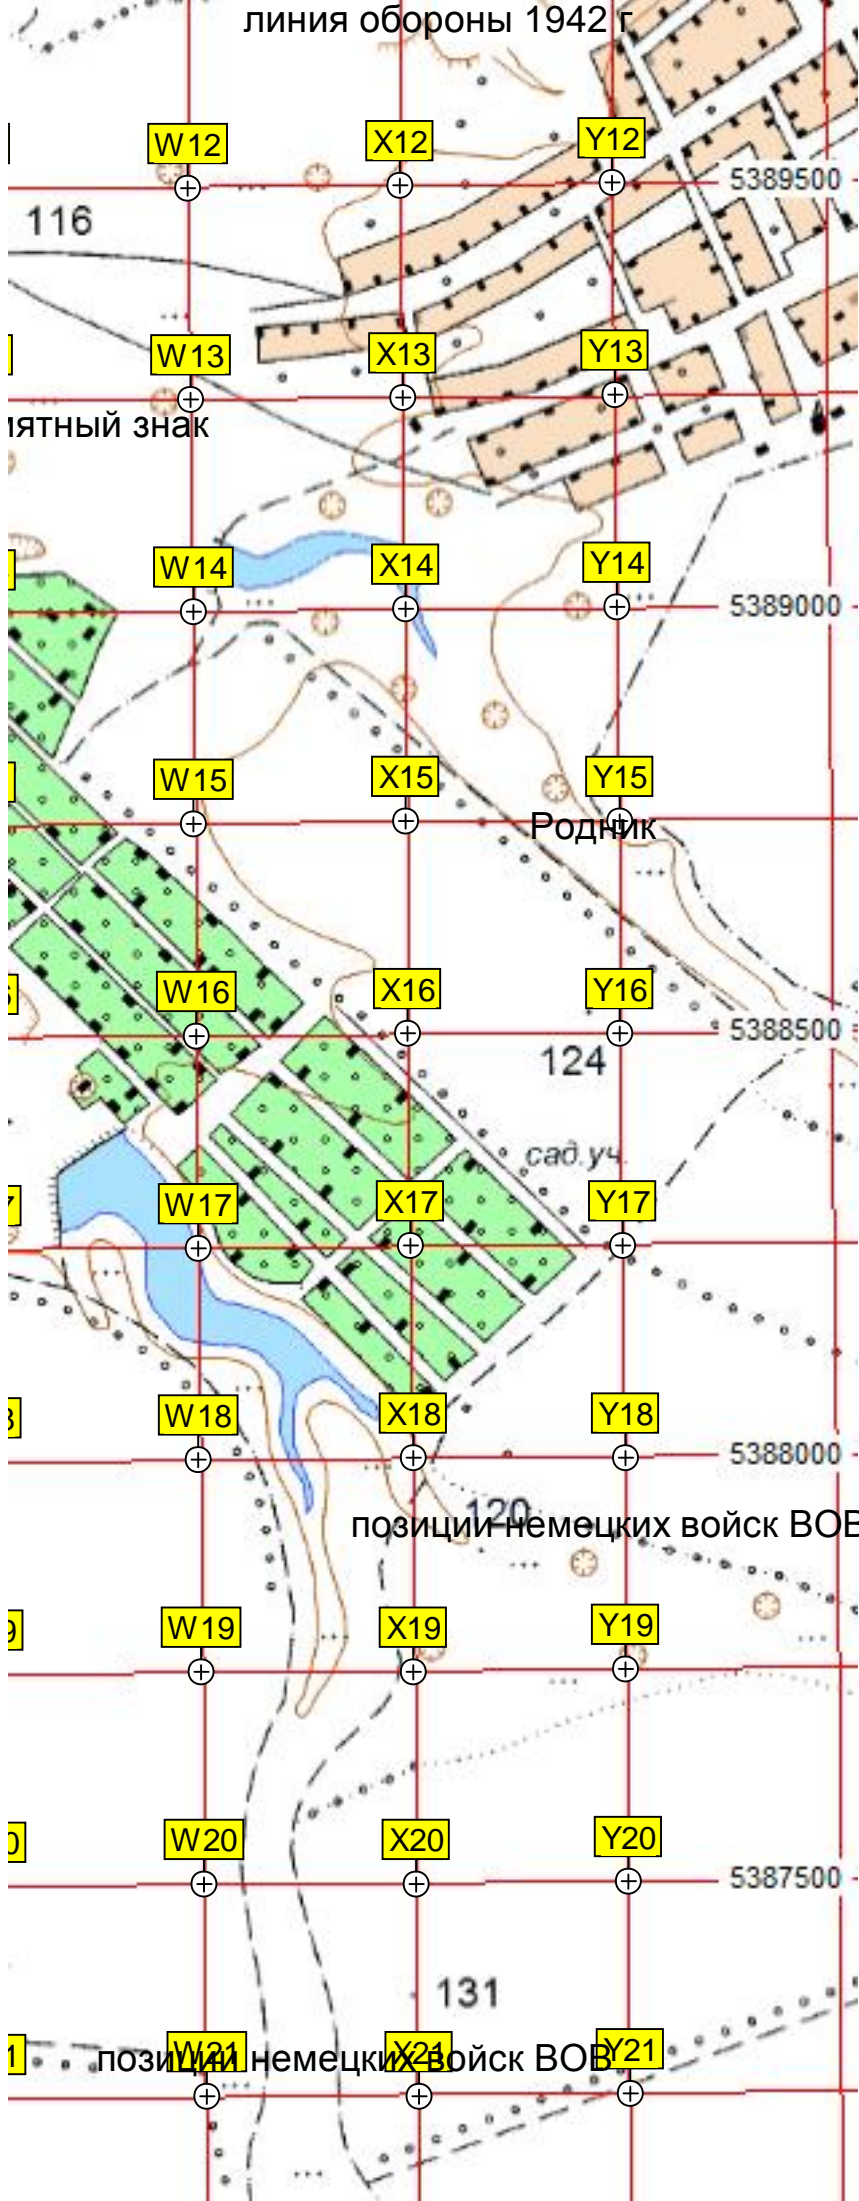 линия обороны 1942 г
W12 X12 Y12
5389500
116
W13 X13 Y13
мятный знак
W14 X14 Y14
5389000
W15 X15 Y15
Родник
W16 X16 Y16
5388500
124
сад.уч.
W17 X17 Y17
W18 X18 Y18
5388000
120
позиции немецких войск ВОВ
W19 X19 Y19
W20 X20 Y20
5387500
131
W21 X21 Y21
позиций немецких войск ВОВ